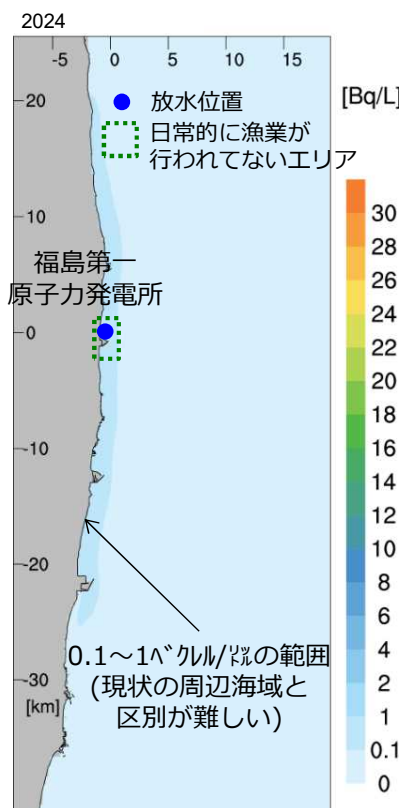 2024
-5 0 5 10 15
[Bq/L]
放水位置
日常的に漁業が
行われてないエリア
20
10
福島第一
原子力発電所
0
-10
-20
-30
[km]
0.1～1ﾍﾞｸﾚﾙ/㍑の範囲
(現状の周辺海域と
区別が難しい)
30
28
26
24
22
20
18
16
14
12
10
8
6
4
2
1
0.1
0